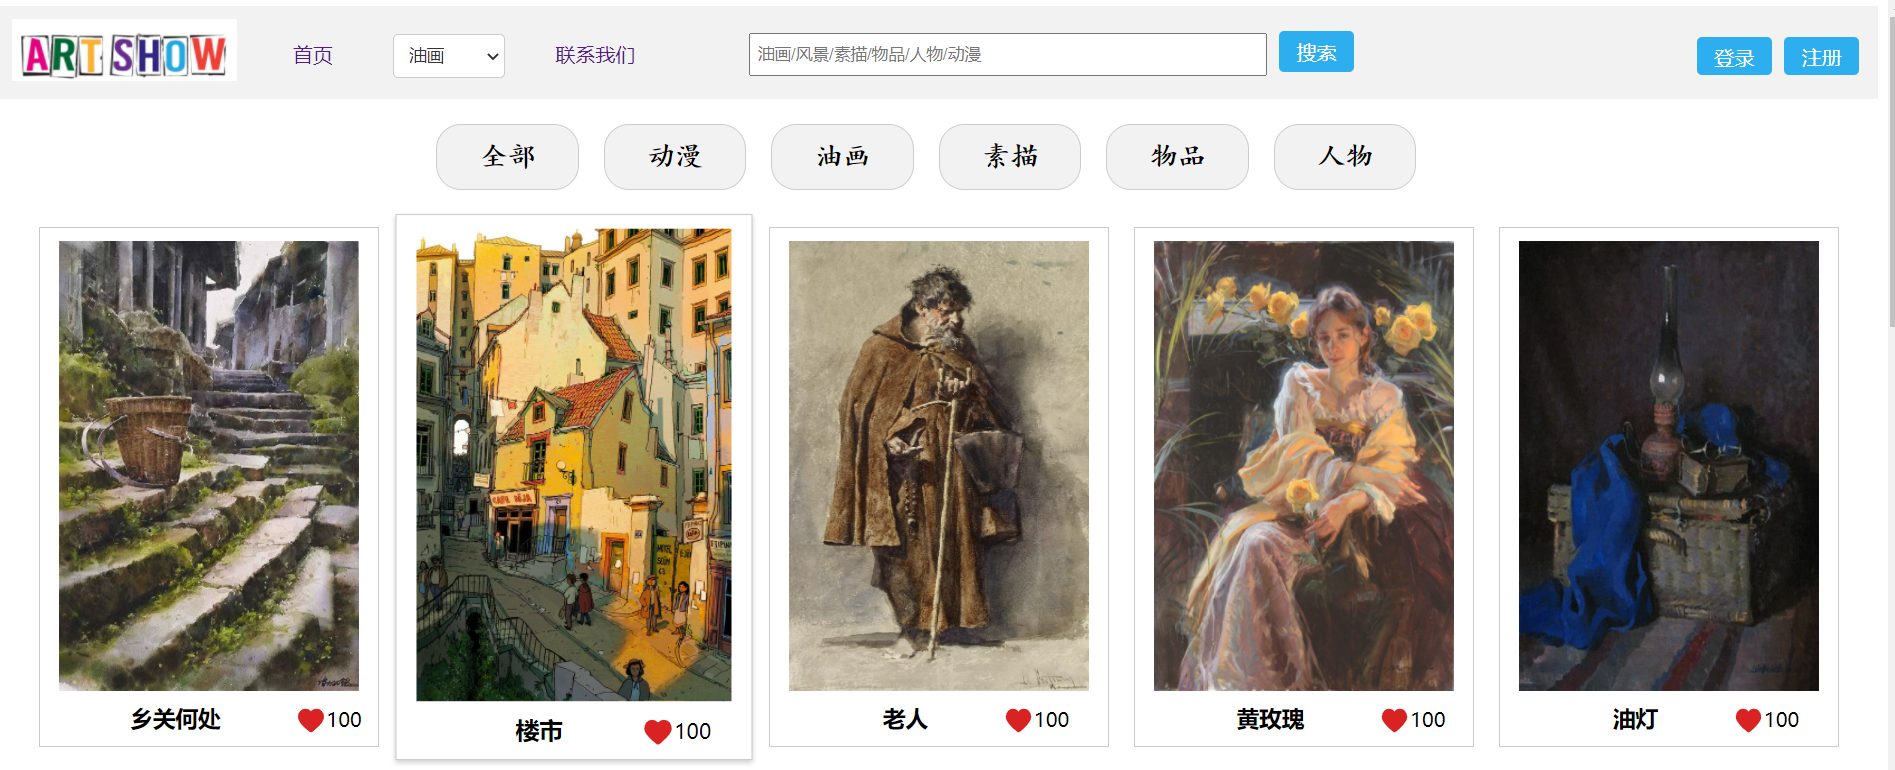 ART SHOW
首页
油画
联系我们
油画/风景/素描/物品/人物/动漫
搜索
登录
注册
全部
动漫
油画
素描
物品
人物
HOTEL
乡关何处
100
楼市
100
老人
100
黄玫瑰
100
油灯
100